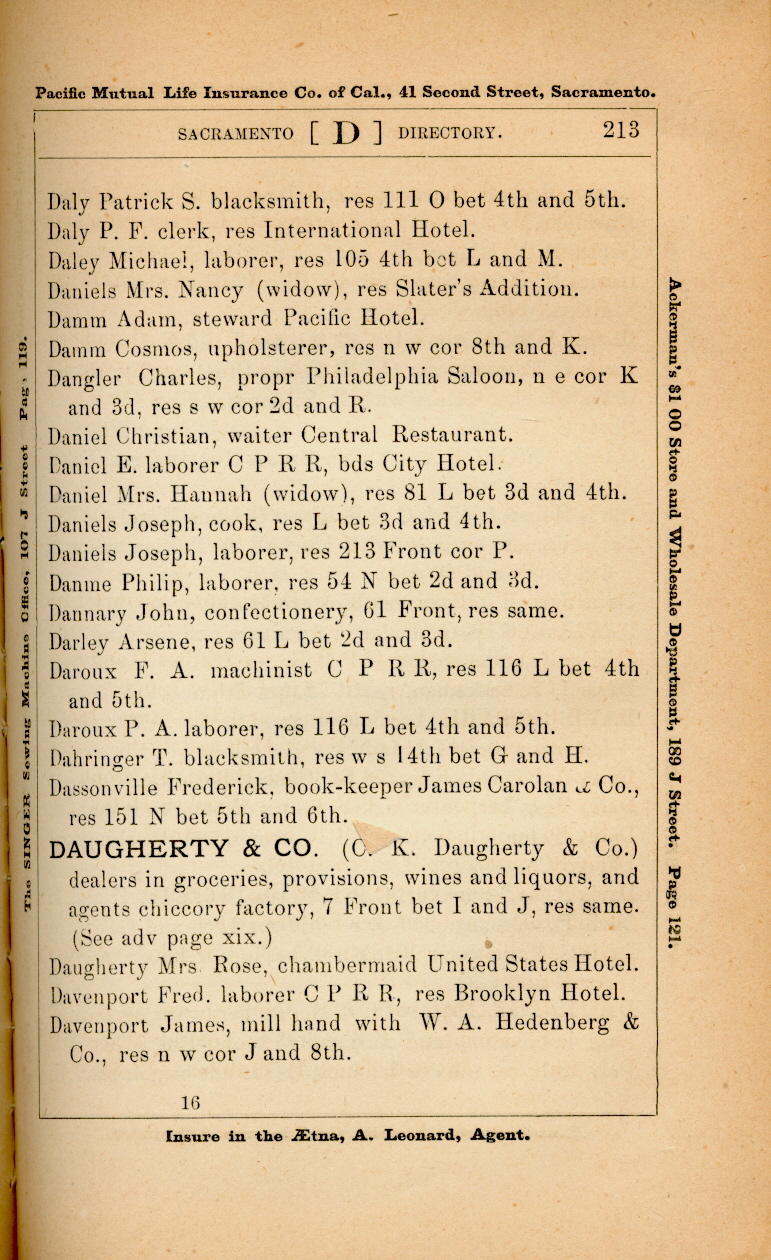 Pacific Mutual Life Insurance Co. of Cal., 41 Second Street, Sacramento.
SACRAMENTO [ D ] DIRECTORY. 213
Daly Patrick S. blacksmith, res 111 O bet 4th and 5th.
Daly P. F. clerk, res International Hotel.
Daley Michael, laborer, res 105 4th bet L and M.
Daniels Mrs. Nancy (widow), res Slater's Addition.
Damm Adam, steward Pacific Hotel.
Damm Cosmos, upholsterer, res n w cor 8th and K.
Dangler Charles, propr Philadelphia Saloon, n e cor K
and 3d, res s w cor 2d and R.
Daniel Christian, waiter Central Restaurant.
Daniel E. laborer C P R R, bds City Hotel.
Daniel Mrs. Hannah (widow), res 81 L bet 3d and 4th.
Daniels Joseph, cook, res L bet 3d and 4th.
Daniels Joseph, laborer, res 213 Front cor P.
Danme Philip, laborer, res 54 N bet 2d and 3d.
Dannary John, confectionery, 61 Front, res same.
Darley Arsene, res 61 L bet 2d and 3d.
Daroux F. A. machinist C P R R, res 116 L bet 4th
and 5th.
Daroux P. A. laborer, res 116 L bet 4th and 5th.
Dahringer T. blacksmith, res w s 14th bet G and H.
Dassonville Frederick, book-keeper James Carolan & Co.,
res 151 N bet 5th and 6th.
DAUGHERTY & CO. (C. K. Daugherty & Co.)
dealers in groceries, provisions, wines and liquors, and
agents chiccory factory, 7 Front bet I and J, res same.
(See adv page xix.)
Daugherty Mrs. Rose, chambermaid United States Hotel.
Davenport Fred. laborer C P R R, res Brooklyn Hotel.
Davenport James, mill hand with W. A. Hedenberg &
Co., res n w cor J and 8th.
16
Insure in the Ætna, A. Leonard, Agent.
The SINGER Sewing Machine Office, 107 J Street Page 119.
Ackerman's $1 00 Store and Wholesale Department, 189 J Street. Page 121.